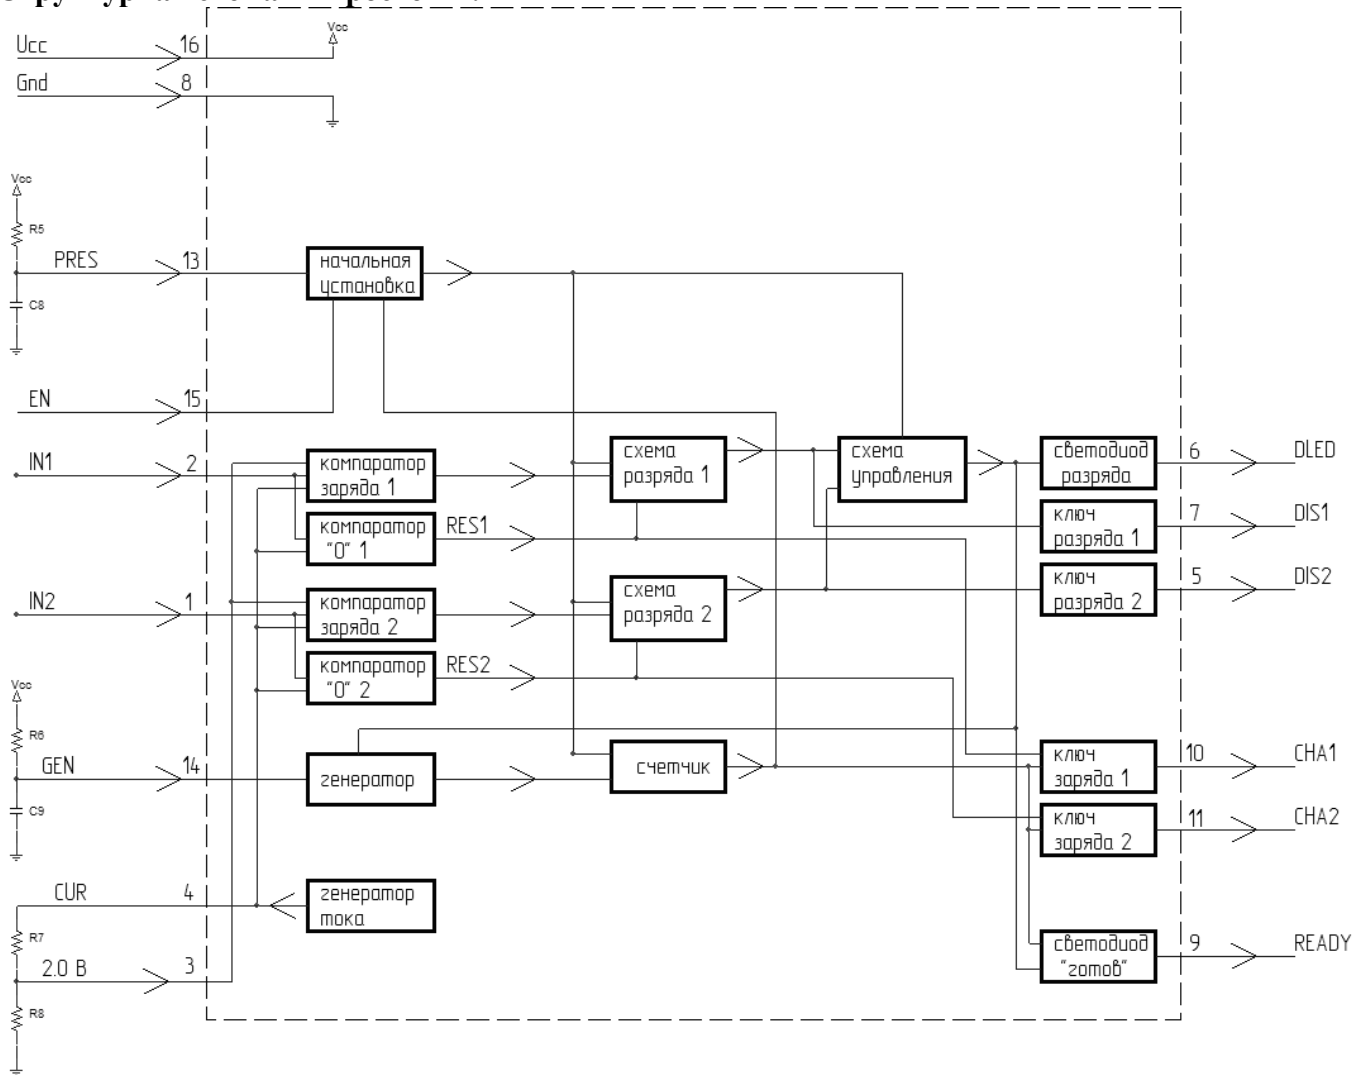 Vcc
Ucc 16
Gnd 8
Vcc
R5
PRES 13
начальная
установка
C8
EN 15
IN1 2
компаратор
заряда 1
схема
разряда 1
схема
управления
светодиод
разряда
6 DLED
компаратор
"0" 1
RES1
ключ
разряда 1
7 DIS1
IN2 1
компаратор
заряда 2
схема
разряда 2
ключ
разряда 2
5 DIS2
компаратор
"0" 2
RES2
Vcc
R6
GEN 14
генератор
счетчик
ключ
заряда 1
10 CHA1
C9
ключ
заряда 2
11 CHA2
CUR 4
генератор
тока
R7
2.0 В 3
светодиод
"готов"
9 READY
R8